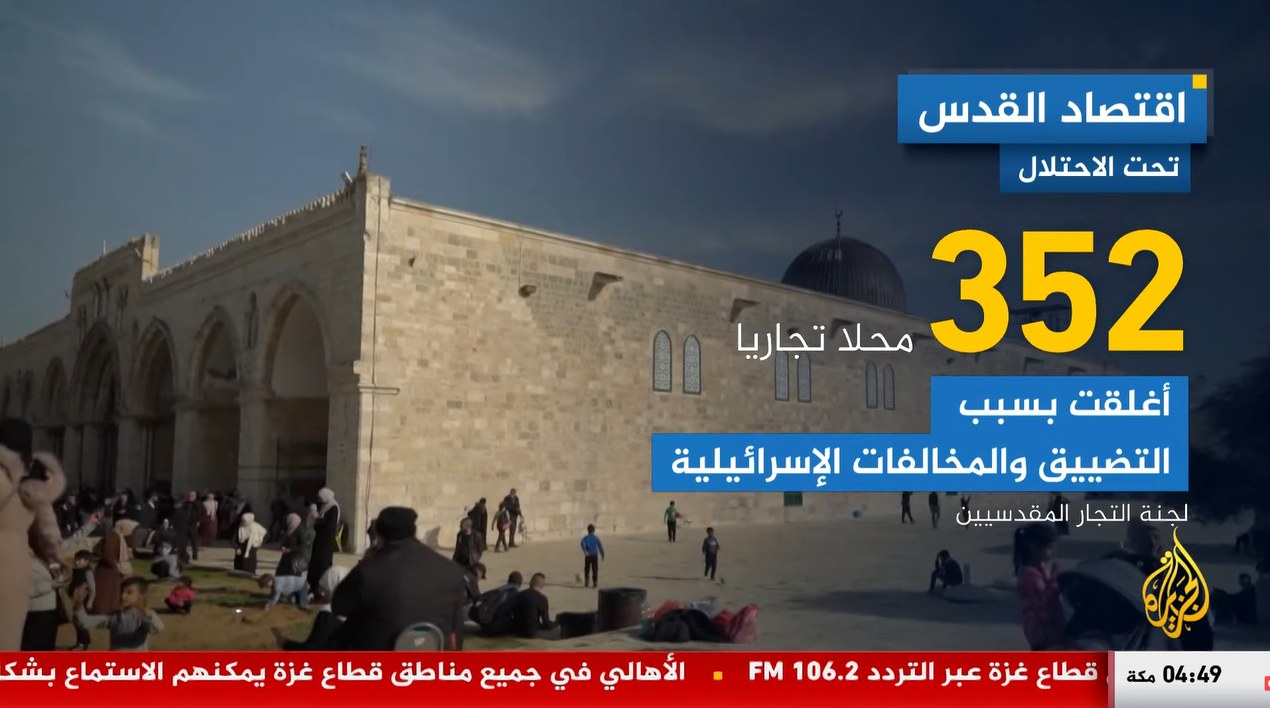 اقتصاد القدس
تحت الاحتلال
352 محلا تجاريا
أغلقت بسبب
التضييق والمخالفات الإسرائيلية
لجنة التجار المقدسيين
الجزيرة
04:49 مكة
قطاع غزة عبر التردد 106.2 FM ▪ الأهالي في جميع مناطق قطاع غزة يمكنهم الاستماع